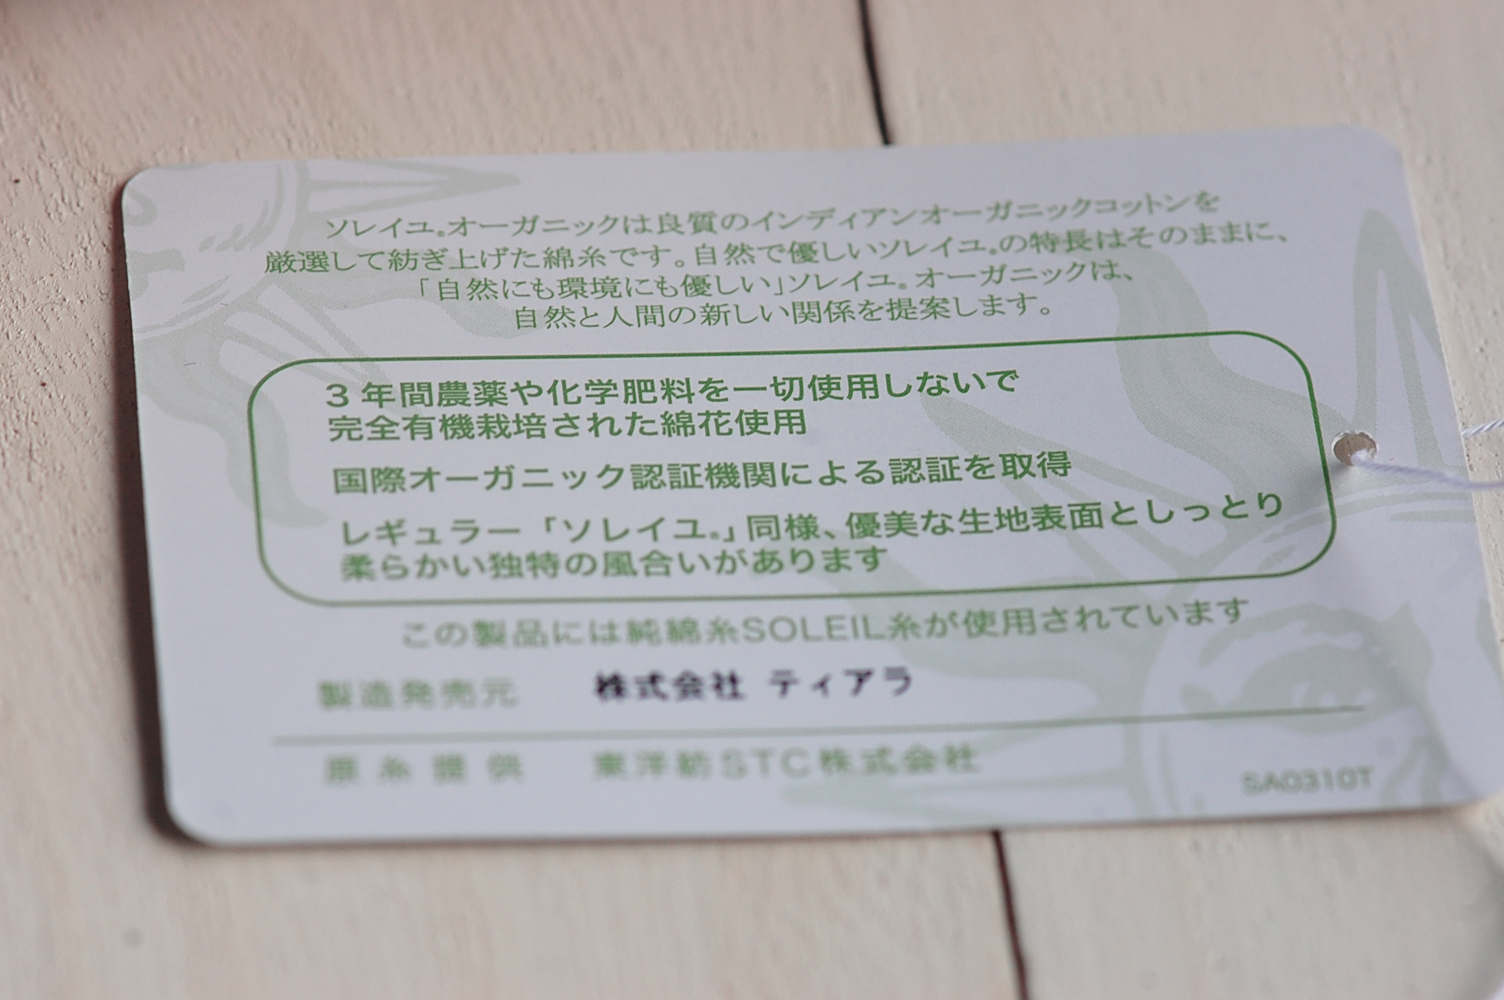 ソレイユ®オーガニックは良質のインディアンオーガニックコットンを
厳選して紡ぎ上げた綿糸です。自然で優しいソレイユ®の特長はそのままに、
「自然にも環境にも優しい」ソレイユ®オーガニックは、
自然と人間の新しい関係を提案します。
3年間農薬や化学肥料を一切使用しないで
完全有機栽培された綿花使用
国際オーガニック認証機関による認証を取得
レギュラー「ソレイユ®」同様、優美な生地表面としっとり
柔らかい独特の風合いがあります
この製品には純綿糸SOLEIL糸が使用されています
製造発売元 株式会社 ティアラ
原糸提供 東洋紡STC株式会社
SA0310T